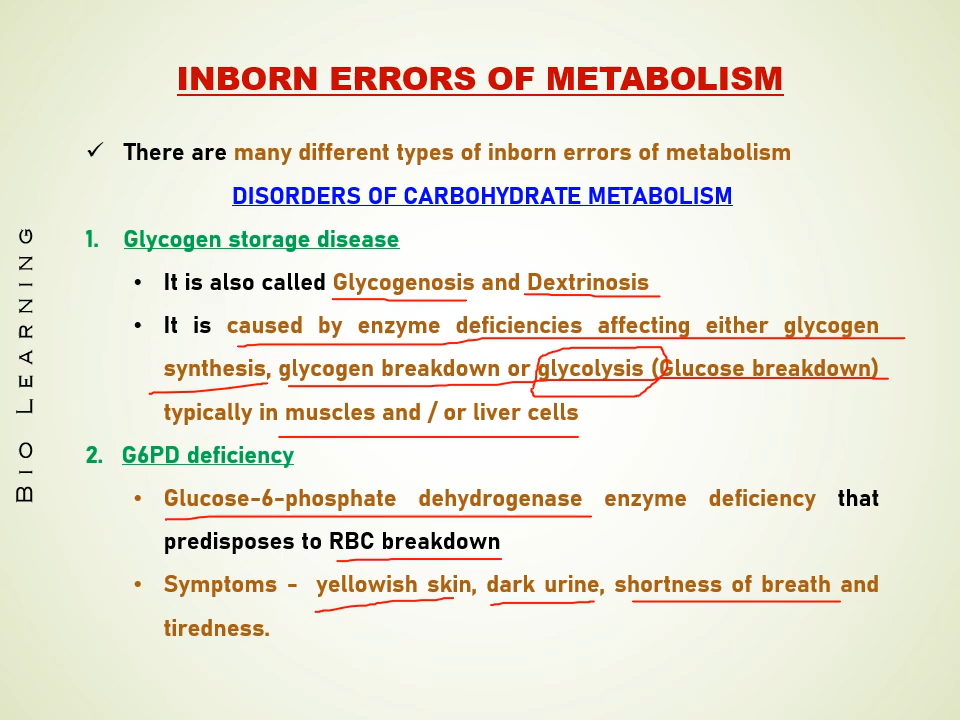 INBORN ERRORS OF METABOLISM
✓ There are many different types of inborn errors of metabolism
DISORDERS OF CARBOHYDRATE METABOLISM
1. Glycogen storage disease
• It is also called Glycogenosis and Dextrinosis
• It is caused by enzyme deficiencies affecting either glycogen
synthesis, glycogen breakdown or glycolysis (Glucose breakdown)
typically in muscles and / or liver cells
2. G6PD deficiency
• Glucose-6-phosphate dehydrogenase enzyme deficiency that
predisposes to RBC breakdown
• Symptoms - yellowish skin, dark urine, shortness of breath and
tiredness.
BIO LEARNING